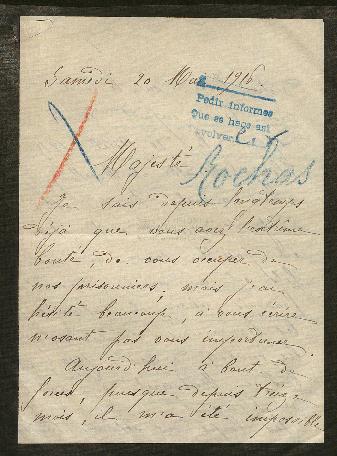 Samedi 20 Mai 1916
Pedir informes
Que se haga así
volver
Rochas
Majesté
Je sais depuis longtemps
déjà que vous avez l'extrême
bonté, de vous occuper de
nos prisonniers; mais j'ai
hésité beaucoup, à vous écrire
n'osant pas vous importuner.
Aujourd'hui à bout de
forces, puisque depuis treize
mois, il m'a été impossible